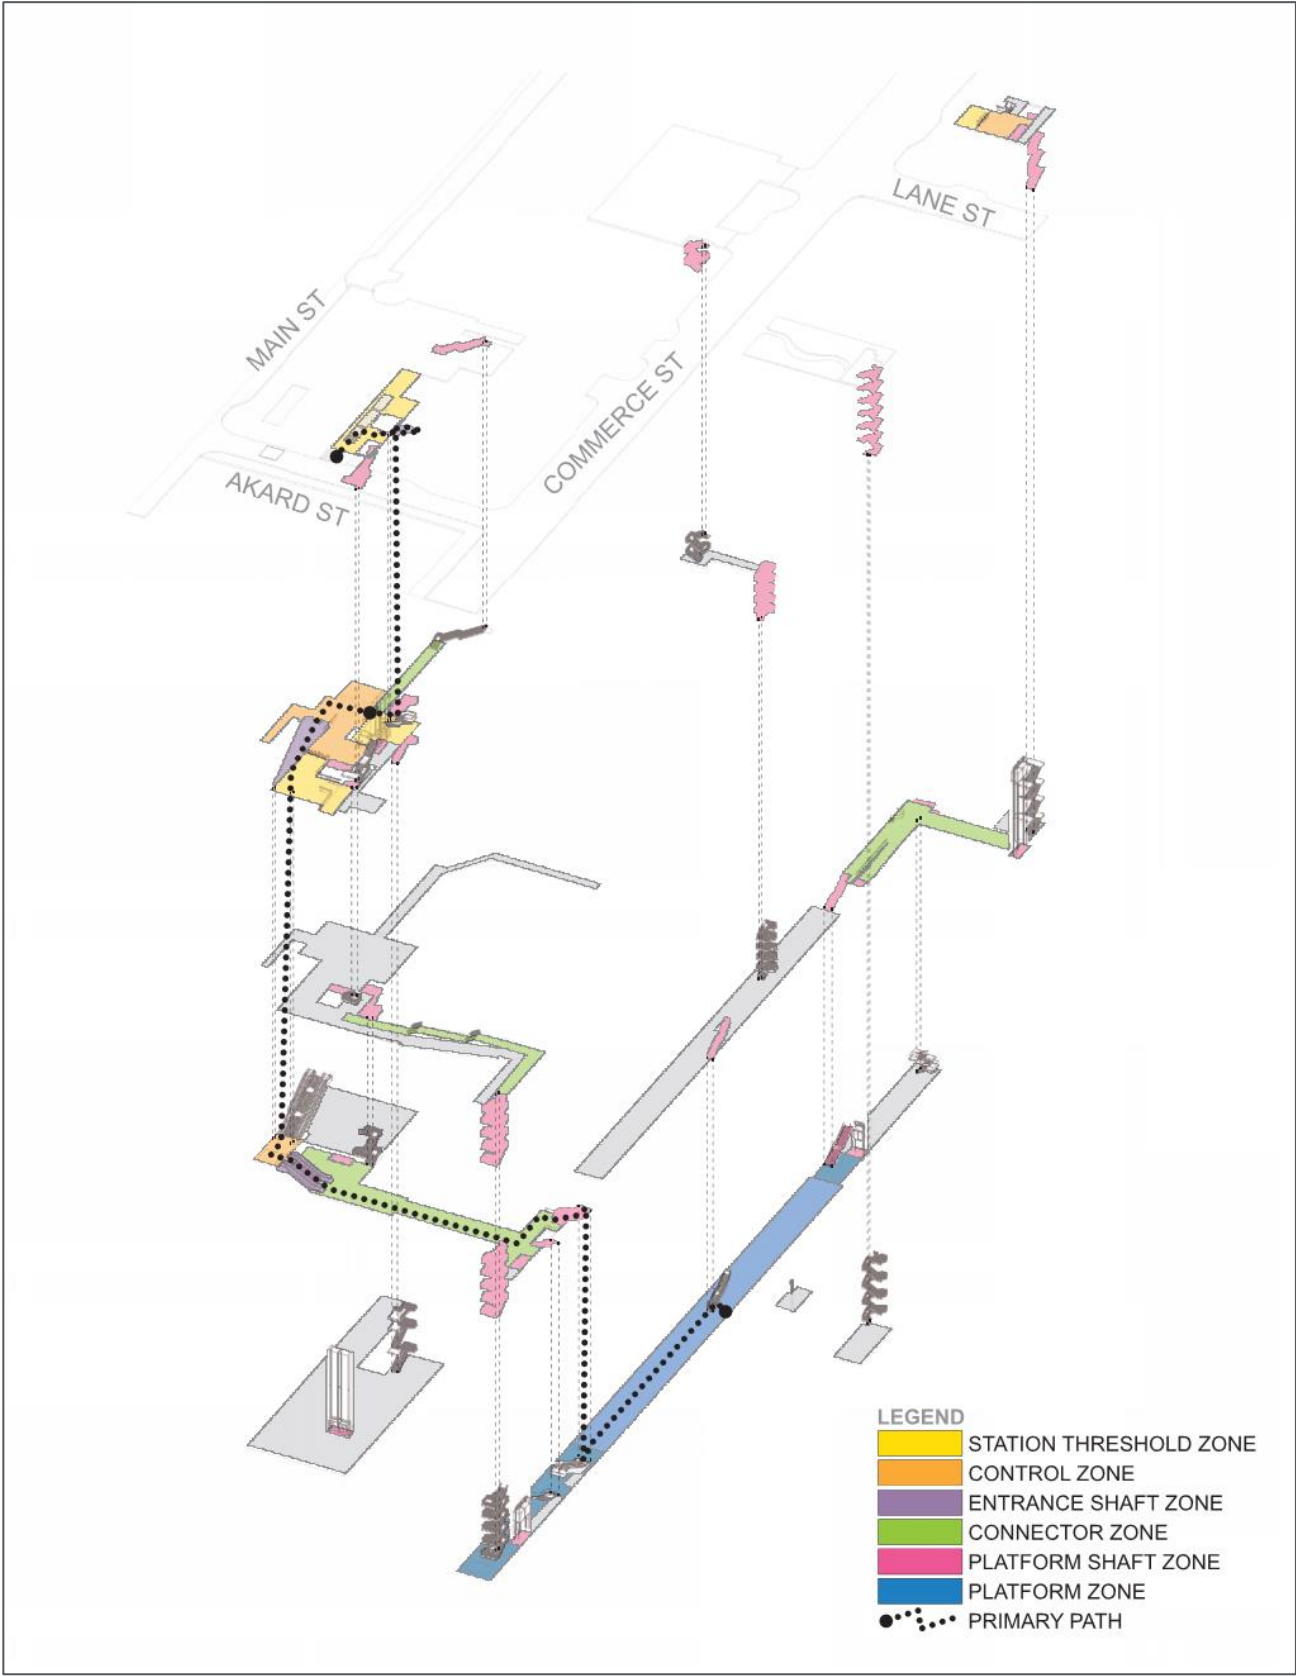 LANE ST
MAIN ST
COMMERCE ST
AKARD ST
LEGEND
STATION THRESHOLD ZONE
CONTROL ZONE
ENTRANCE SHAFT ZONE
CONNECTOR ZONE
PLATFORM SHAFT ZONE
PLATFORM ZONE
PRIMARY PATH